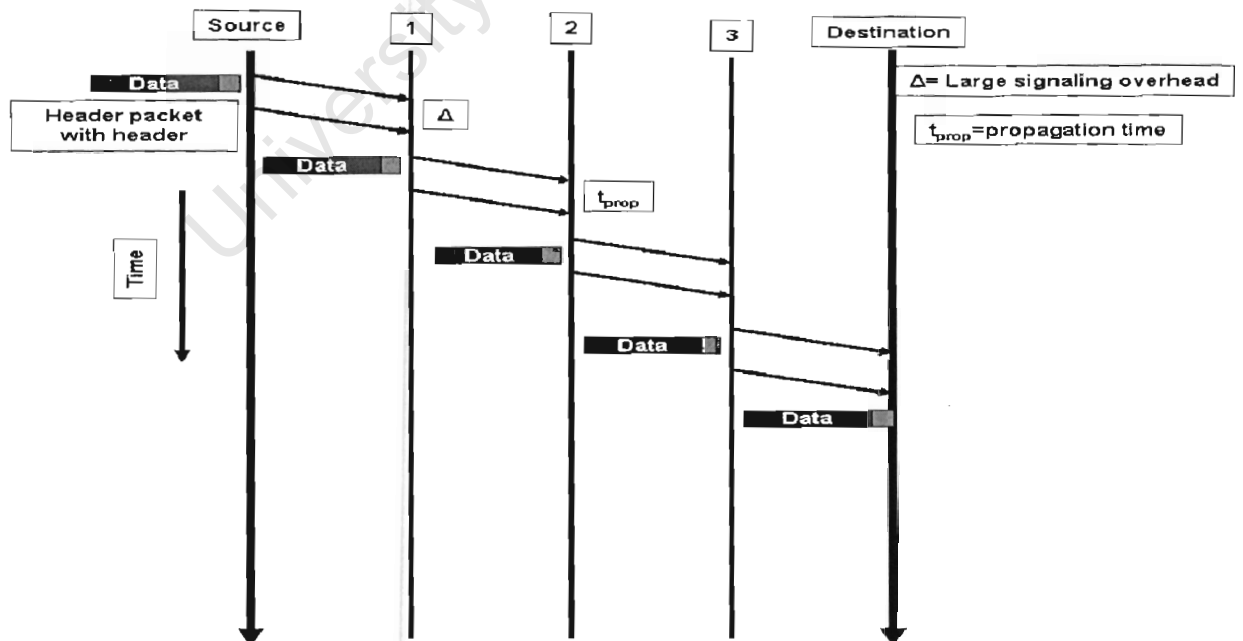 Source
1
2
3
Destination
Data
Δ= Large signaling overhead
Header packet
with header
Δ
t_prop=propagation time
Data
t_prop
Data
Time
Data
Data
University